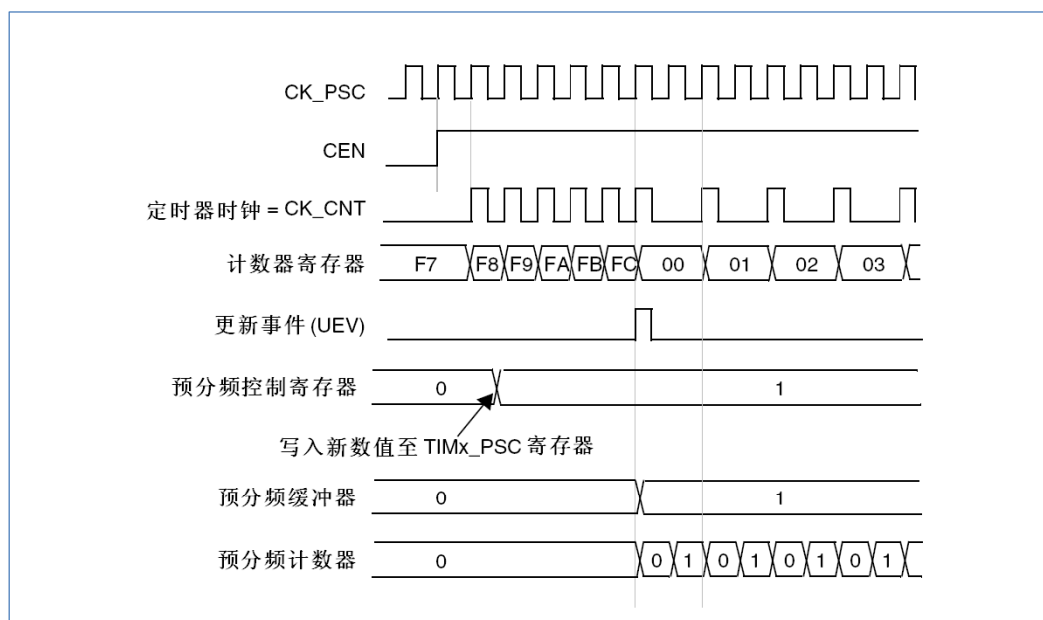 CK_PSC
CEN
定时器时钟 = CK_CNT
计数器寄存器 F7 F8 F9 FA FB FC 00 01 02 03
更新事件 (UEV)
预分频控制寄存器 0 1
写入新数值至 TIMx_PSC 寄存器
预分频缓冲器 0 1
预分频计数器 0 0 1 0 1 0 1 0 1